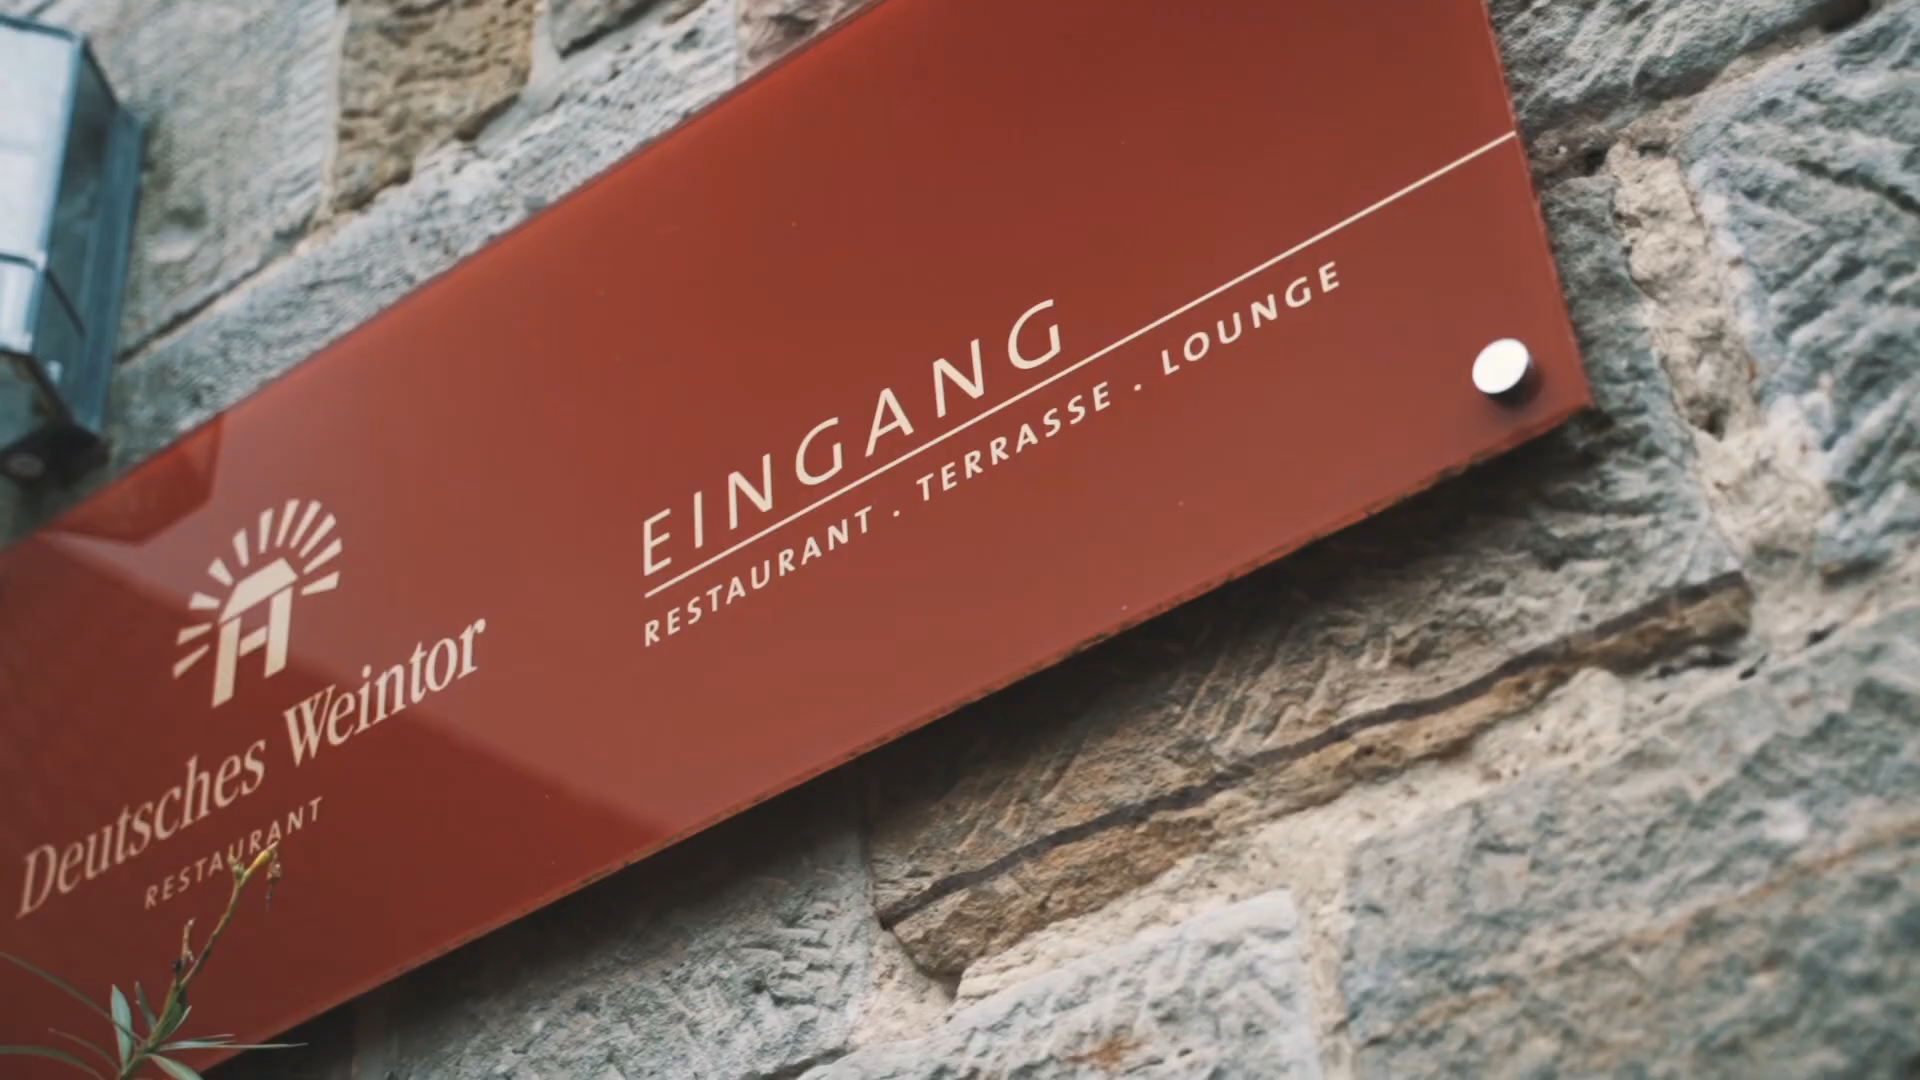 Deutsches Weintor
RESTAURANT
EINGANG
RESTAURANT . TERRASSE . LOUNGE